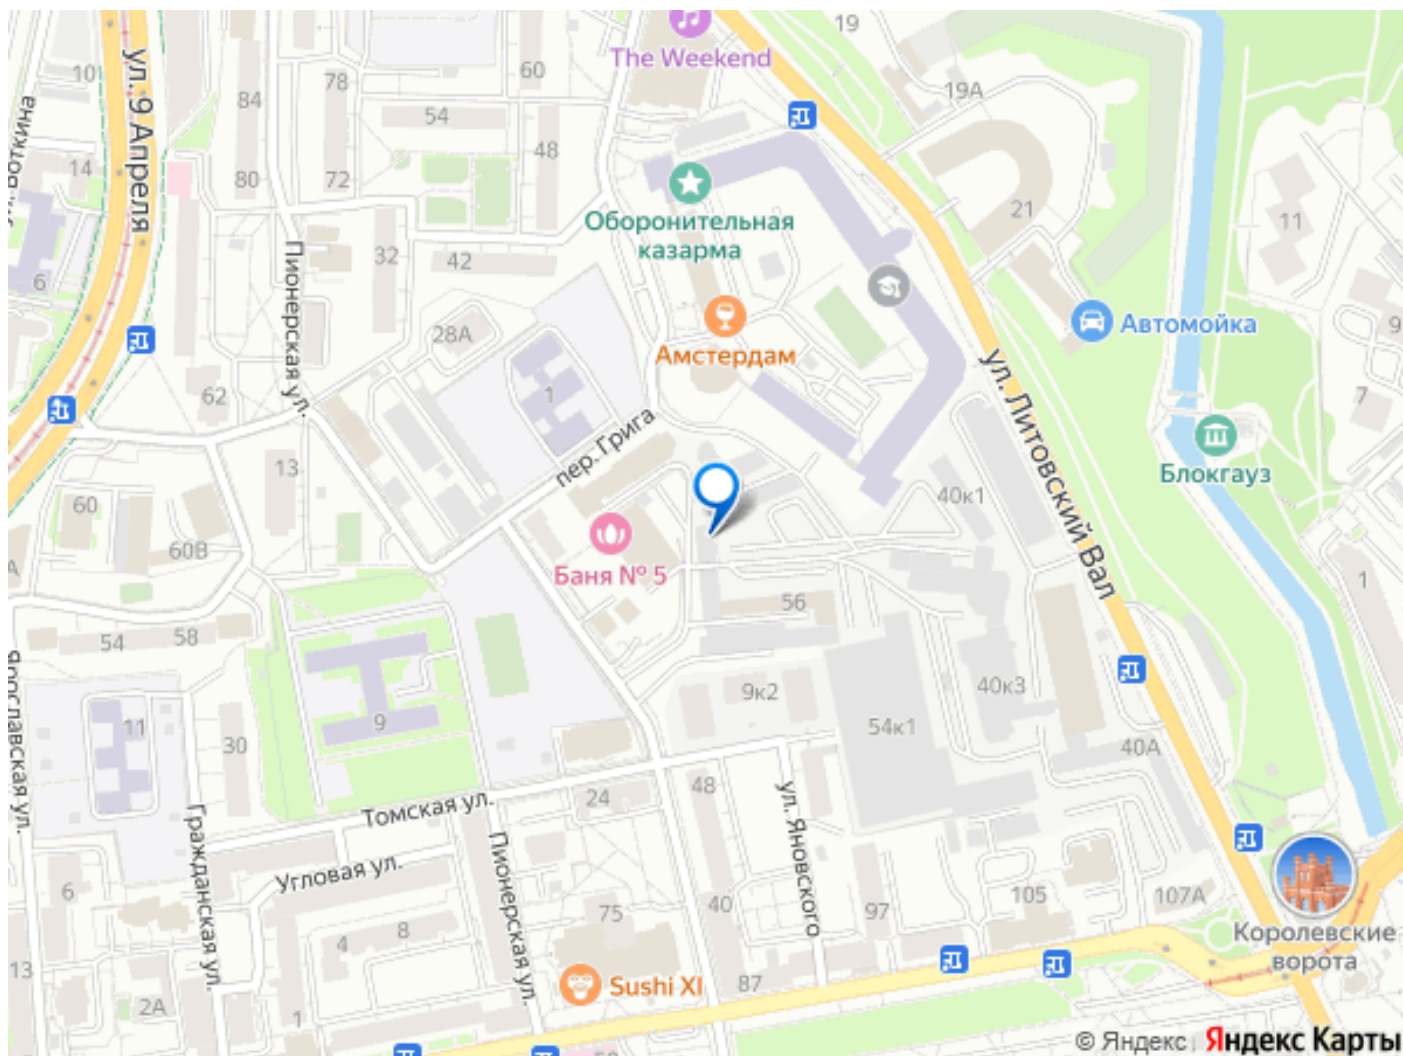 The Weekend
19
ул. 9 Апреля
10
78
60
84
54
19А
48
14
80
72
Оборонительная
казарма
21
11
32
42
6
Пионерская ул.
28А
Автомойка
9
Амстердам
62
1
7
ул. Литовский Вал
пер. Грига
13
Блокгауз
40к1
60
60В
Баня № 5
1
56
54
58
9к2
40к3
54к1
11
9
30
40А
Ярославская ул.
Томская ул.
24
48
ул. Яновского
Гражданская ул.
Угловая ул.
Пионерская ул.
6
75
40
97
105
107А
4
8
Королевские
ворота
13
2А
1
Sushi XI
87
© Яндекс Яндекс Карты